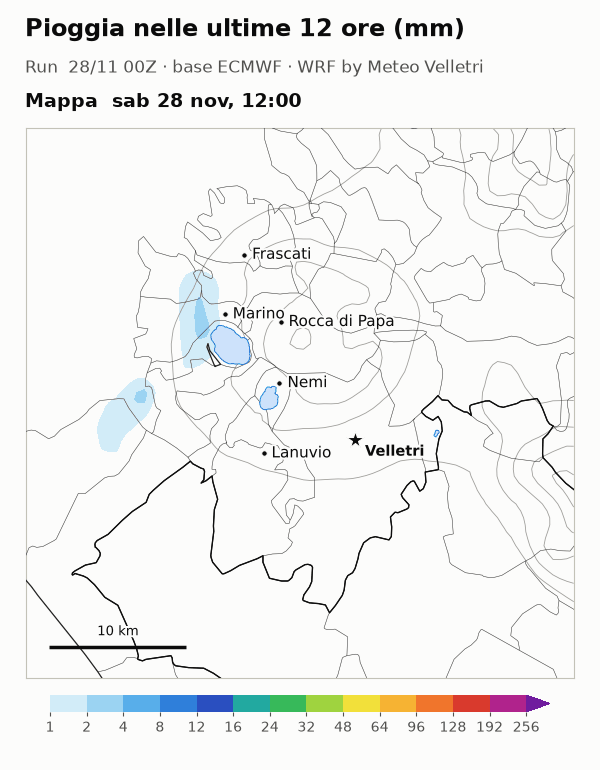 Pioggia nelle ultime 12 ore (mm)
Run  28/11 00Z · base ECMWF · WRF by Meteo Velletri
Mappa  sab 28 nov, 12:00
Frascati
Marino
Rocca di Papa
Nemi
Velletri
Lanuvio
10 km
1 2 4 8 12 16 24 32 48 64 96 128 192 256